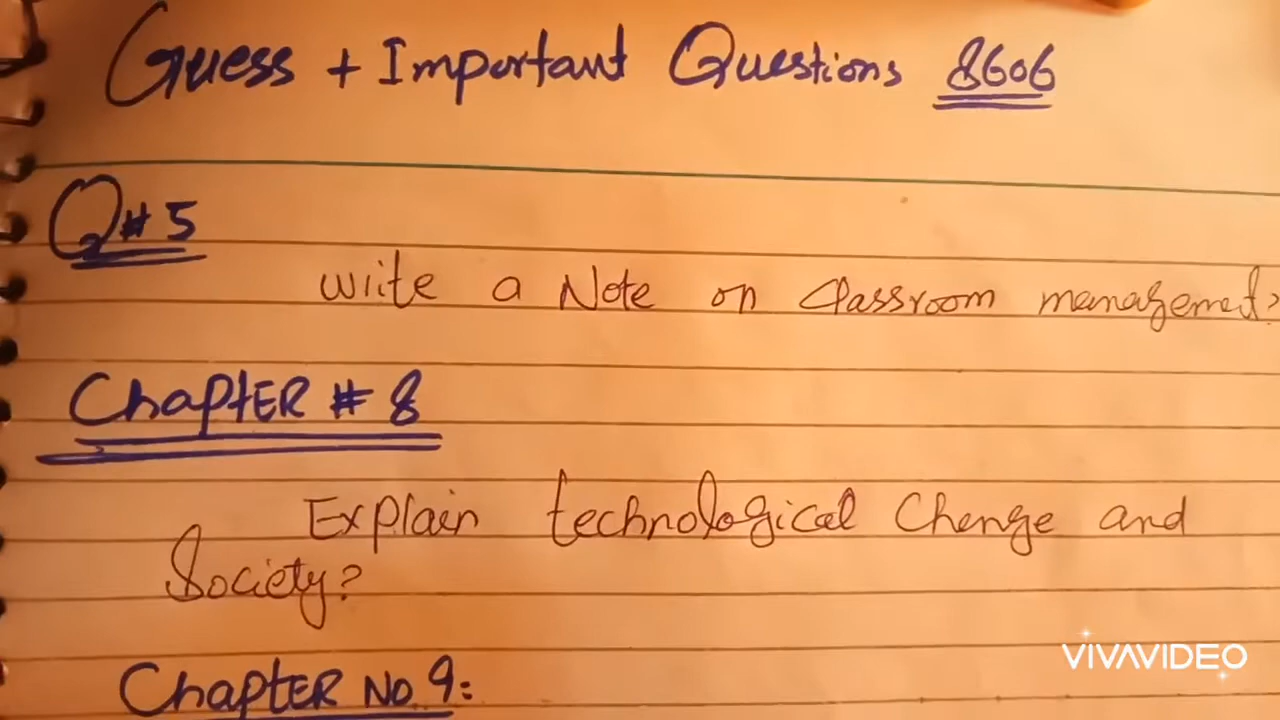 Guess + Important Questions 8606
Q#5
Write a Note on Classroom management?
Chapter # 8
Explain technological Change and
Society?
Chapter No 9:
VIVAVIDEO